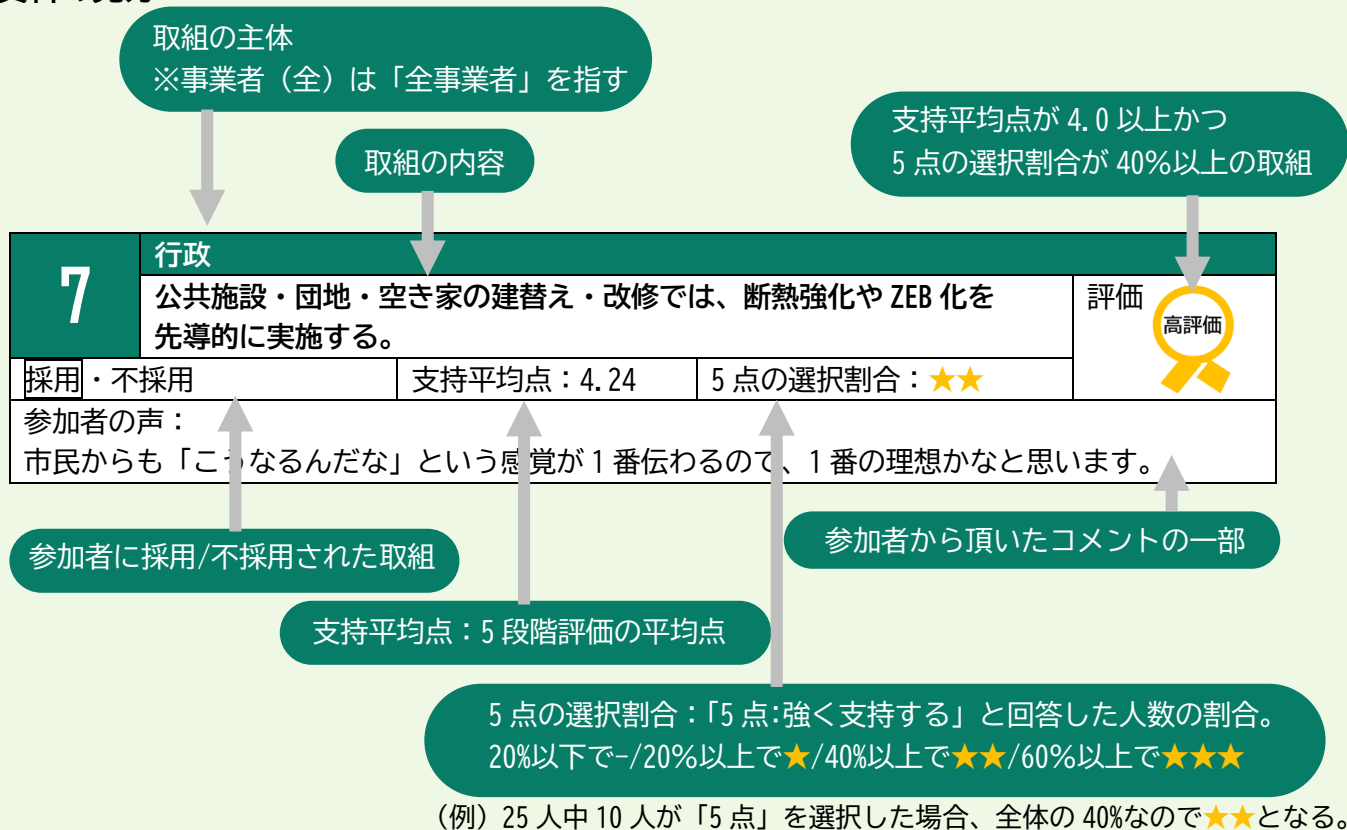 取組の主体
※事業者（全）は「全事業者」を指す
支持平均点が 4.0 以上かつ
5 点の選択割合が 40％以上の取組
取組の内容
7
行政
公共施設・団地・空き家の建替え・改修では、断熱強化や ZEB 化を
先導的に実施する。
評価
高評価
採用・不採用
支持平均点：4.24
5 点の選択割合：★★
参加者の声：
市民からも「こうなるんだな」という感覚が 1 番伝わるので、1 番の理想かなと思います。
参加者に採用/不採用された取組
参加者から頂いたコメントの一部
支持平均点：5 段階評価の平均点
5 点の選択割合：「5 点:強く支持する」と回答した人数の割合。
20%以下で-/20％以上で★/40%以上で★★/60％以上で★★★
（例）25 人中 10 人が「5 点」を選択した場合、全体の 40%なので★★となる。